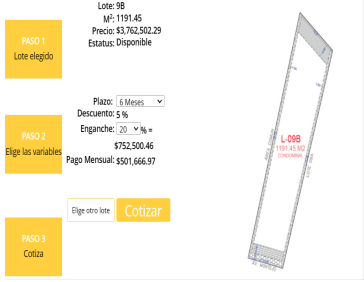 Lote: 9B
M²: 1191.45
Precio: $3,762,502.29
Estatus: Disponible
PASO 1
Lote elegido
Plazo: 6 Meses
Descuento: 5 %
Enganche: 20 % =
$752,500.46
Pago Mensual: $501,666.97
PASO 2
Elige las variables
Elige otro lote
Cotizar
PASO 3
Cotiza
L-09B
1191.45 M2
CONDOMINAL